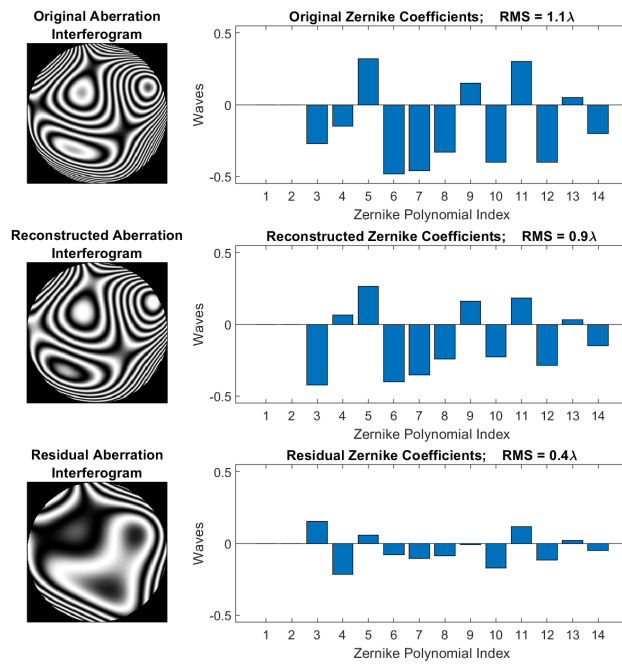 Original Aberration
Interferogram
Original Zernike Coefficients;    RMS = 1.1λ
0.5
0
-0.5
Waves
1 2 3 4 5 6 7 8 9 10 11 12 13 14
Zernike Polynomial Index
Reconstructed Aberration
Interferogram
Reconstructed Zernike Coefficients;    RMS = 0.9λ
0.5
0
-0.5
Waves
1 2 3 4 5 6 7 8 9 10 11 12 13 14
Zernike Polynomial Index
Residual Aberration
Interferogram
Residual Zernike Coefficients;    RMS = 0.4λ
0.5
0
-0.5
Waves
1 2 3 4 5 6 7 8 9 10 11 12 13 14
Zernike Polynomial Index